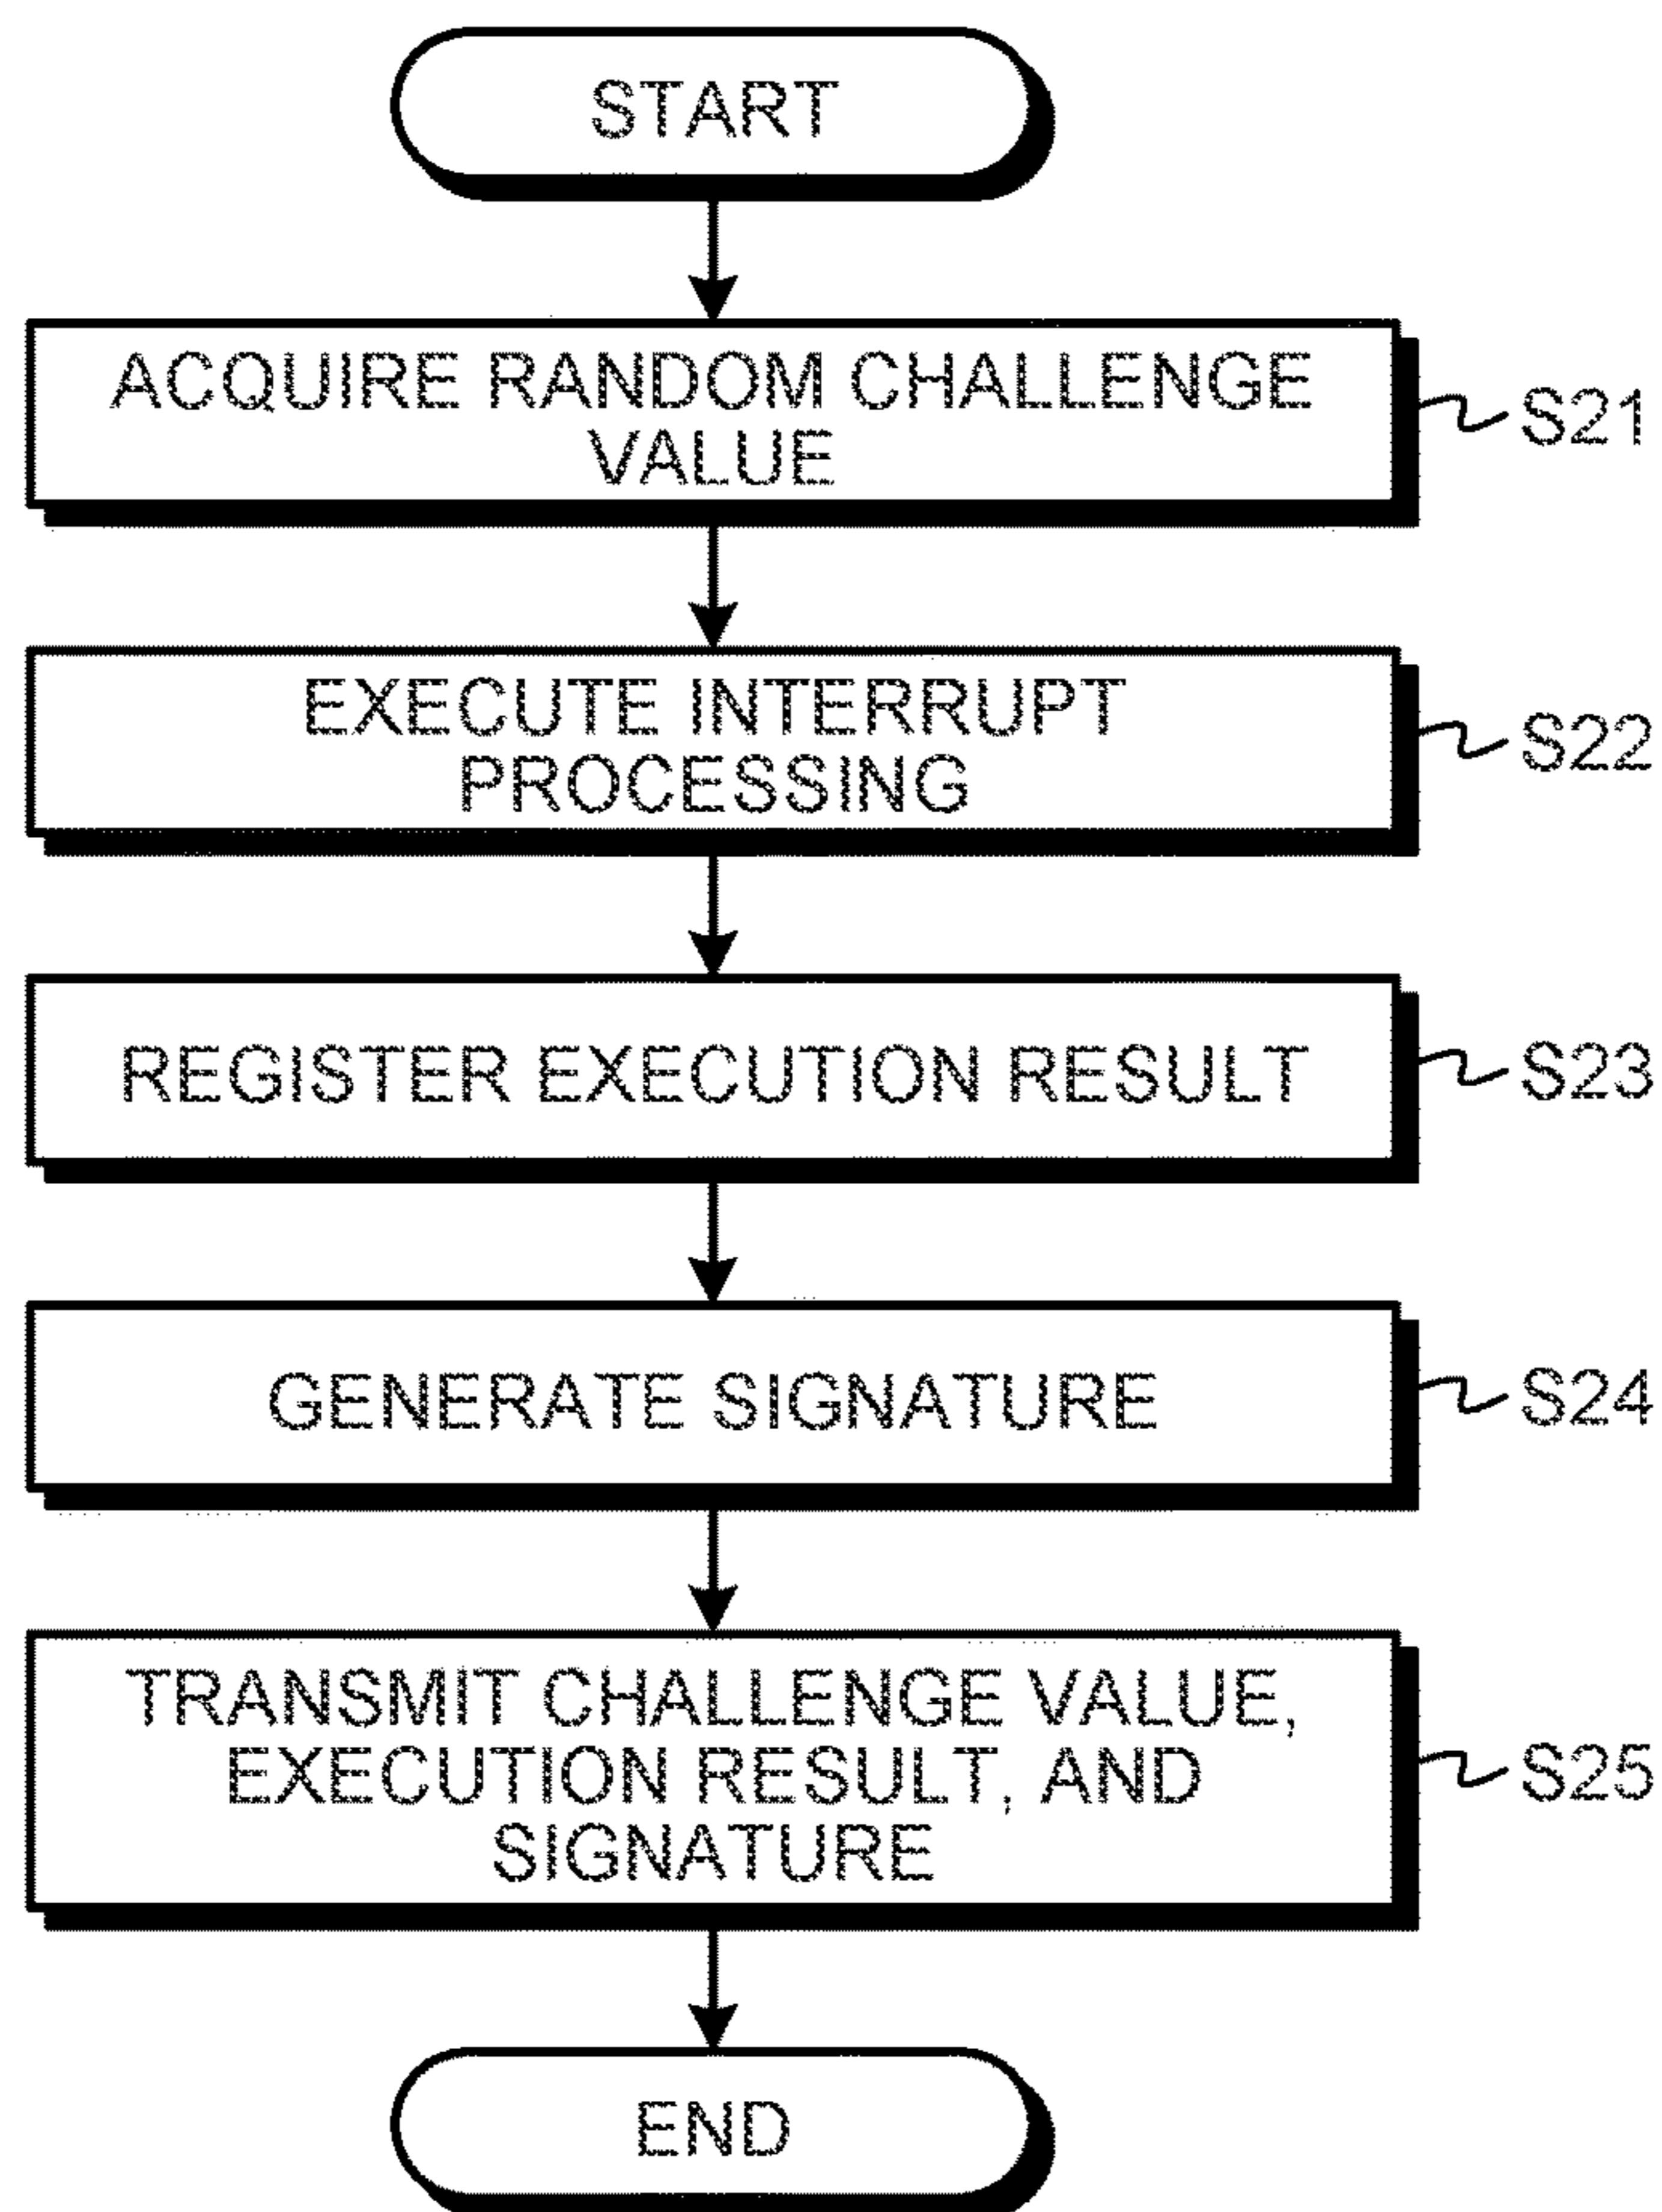 START
ACQUIRE RANDOM CHALLENGE
VALUE
S21
EXECUTE INTERRUPT
PROCESSING
S22
REGISTER EXECUTION RESULT
S23
GENERATE SIGNATURE
S24
TRANSMIT CHALLENGE VALUE,
EXECUTION RESULT, AND
SIGNATURE
S25
END